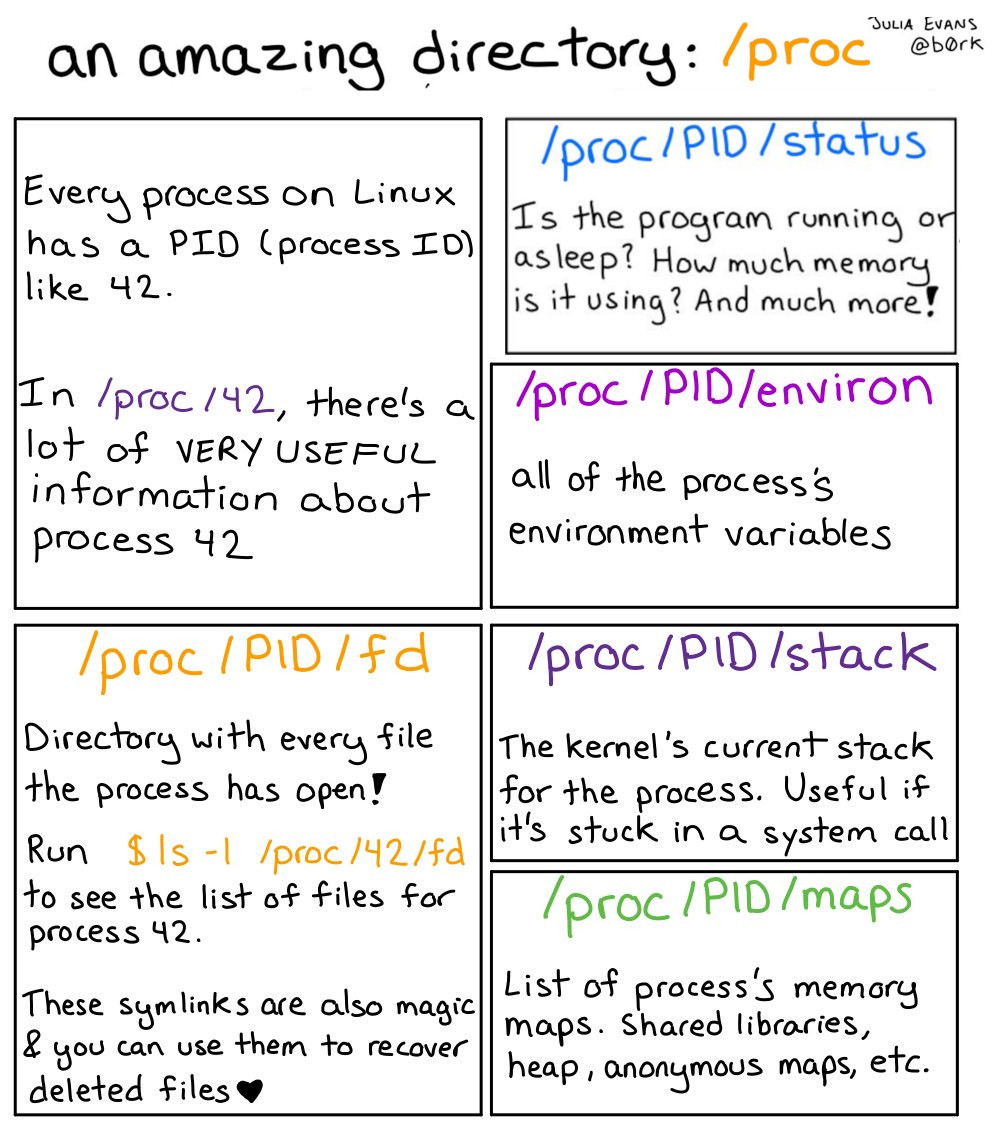 an amazing directory: /proc
JULIA EVANS
@b0rk
Every process on Linux
has a PID (process ID)
like 42.
In /proc/42, there's a
lot of VERY USEFUL
information about
process 42
/proc/PID/status
Is the program running or
asleep? How much memory
is it using? And much more!
/proc/PID/environ
all of the process's
environment variables
/proc/PID/fd
Directory with every file
the process has open!
Run $ls -l /proc/42/fd
to see the list of files for
process 42.
These symlinks are also magic
& you can use them to recover
deleted files♥
/proc/PID/stack
The kernel's current stack
for the process. Useful if
it's stuck in a system call
/proc/PID/maps
List of process's memory
maps. Shared libraries,
heap, anonymous maps, etc.